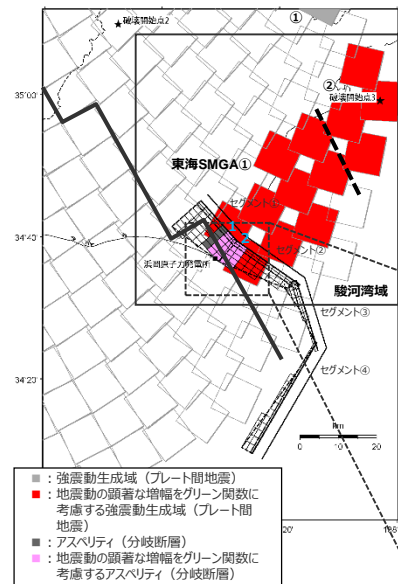 ①
破壊開始点2
②
35°00'
破壊開始点3
東海SMGA①
セグメント①
1
2
34°40'
セグメント②
浜岡原子力発電所
駿河湾域
セグメント③
34°20'
セグメント④
km
0 10 20
■ ：強震動生成域（プレート間地震）
■ ：地震動の顕著な増幅をグリーン関数に
考慮する強震動生成域（プレート間
地震）
■ ：アスペリティ（分岐断層）
■ ：地震動の顕著な増幅をグリーン関数に
考慮するアスペリティ（分岐断層）